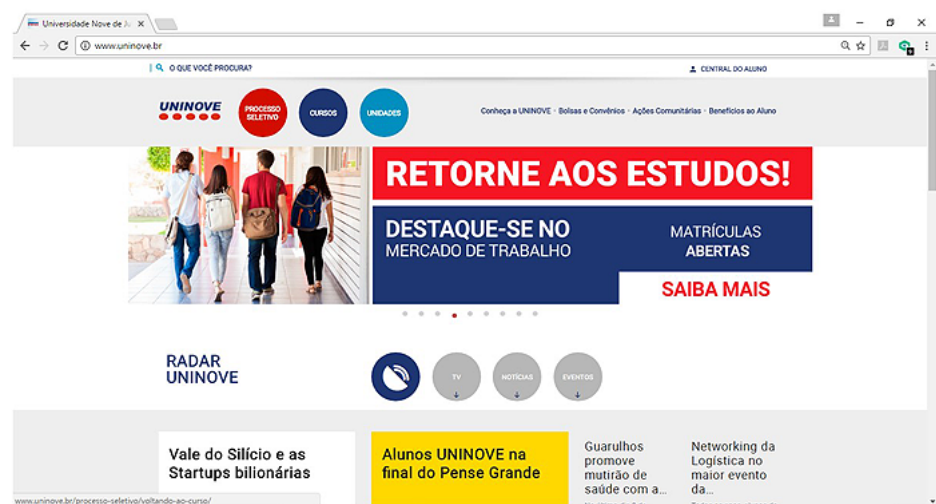 Universidade Nove de Ju
www.uninove.br
O QUE VOCÊ PROCURA?
CENTRAL DO ALUNO
UNINOVE
PROCESSO
SELETIVO
CURSOS
UNIDADES
Conheça a UNINOVE · Bolsas e Convênios · Ações Comunitárias · Benefícios ao Aluno
RETORNE AOS ESTUDOS!
DESTAQUE-SE NO
MERCADO DE TRABALHO
MATRÍCULAS
ABERTAS
SAIBA MAIS
RADAR
UNINOVE
TV
NOTÍCIAS
EVENTOS
Vale do Silício e as
Startups bilionárias
Alunos UNINOVE na
final do Pense Grande
Guarulhos
promove
mutirão de
saúde com a...
Networking da
Logística no
maior evento
da...
www.uninove.br/processo-seletivo/voltando-ao-curso/